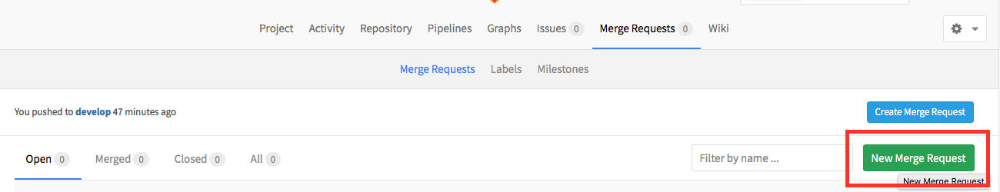 Project Activity Repository Pipelines Graphs Issues 0 Merge Requests 0 Wiki
Merge Requests Labels Milestones
You pushed to develop 47 minutes ago Create Merge Request
Open 0 Merged 0 Closed 0 All 0 Filter by name ... New Merge Request
New Merge Request